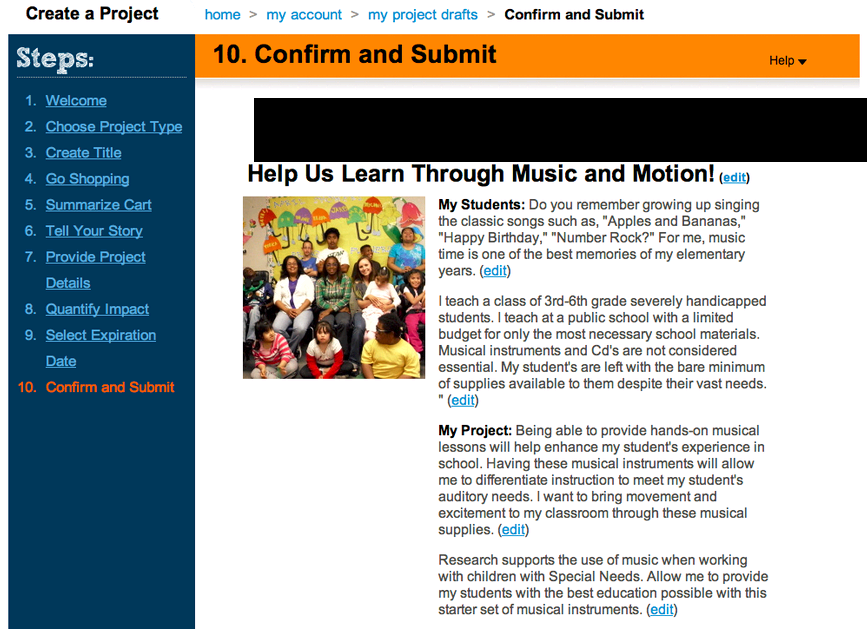 Create a Project
home > my account > my project drafts > Confirm and Submit
Steps:
1. Welcome
2. Choose Project Type
3. Create Title
4. Go Shopping
5. Summarize Cart
6. Tell Your Story
7. Provide Project
Details
8. Quantify Impact
9. Select Expiration
Date
10. Confirm and Submit
10. Confirm and Submit
Help
Help Us Learn Through Music and Motion! (edit)
My Students: Do you remember growing up singing
the classic songs such as, "Apples and Bananas,"
"Happy Birthday," "Number Rock?" For me, music
time is one of the best memories of my elementary
years. (edit)
I teach a class of 3rd-6th grade severely handicapped
students. I teach at a public school with a limited
budget for only the most necessary school materials.
Musical instruments and Cd's are not considered
essential. My student's are left with the bare minimum
of supplies available to them despite their vast needs.
" (edit)
My Project: Being able to provide hands-on musical
lessons will help enhance my student's experience in
school. Having these musical instruments will allow
me to differentiate instruction to meet my student's
auditory needs. I want to bring movement and
excitement to my classroom through these musical
supplies. (edit)
Research supports the use of music when working
with children with Special Needs. Allow me to provide
my students with the best education possible with this
starter set of musical instruments. (edit)